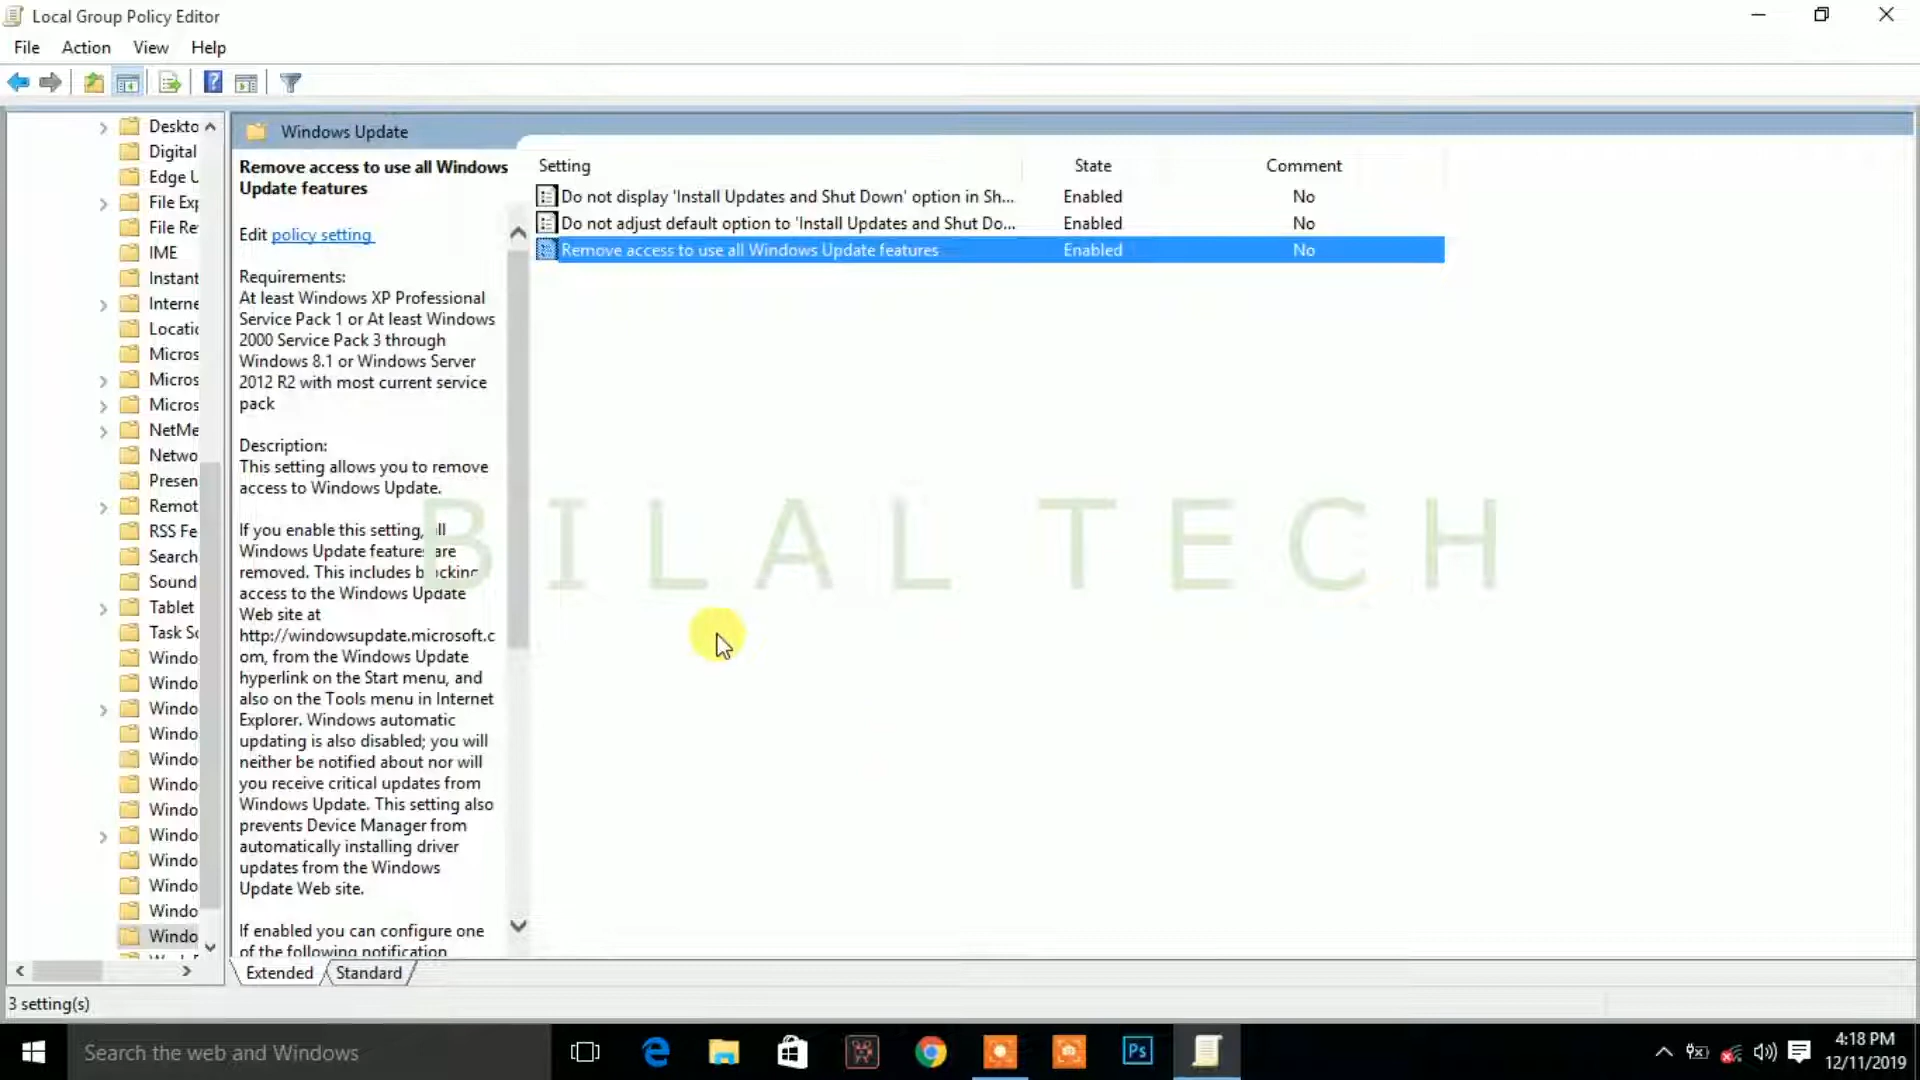 Local Group Policy Editor
File Action View Help
Deskto
Digital
Edge U
File Exp
File Re
IME
Instant
Interne
Locatic
Micros
Micros
Micros
NetMe
Netwo
Presen
Remot
RSS Fe
Search
Sound
Tablet
Task Sc
Windo
Windo
Windo
Windo
Windo
Windo
Windo
Windo
Windo
Windo
Windo
Windo
Windows Update
Remove access to use all Windows
Update features
Edit policy setting
Requirements:
At least Windows XP Professional
Service Pack 1 or At least Windows
2000 Service Pack 3 through
Windows 8.1 or Windows Server
2012 R2 with most current service
pack
Description:
This setting allows you to remove
access to Windows Update.
If you enable this setting, all
Windows Update features are
removed. This includes blocking
access to the Windows Update
Web site at
http://windowsupdate.microsoft.c
om, from the Windows Update
hyperlink on the Start menu, and
also on the Tools menu in Internet
Explorer. Windows automatic
updating is also disabled; you will
neither be notified about nor will
you receive critical updates from
Windows Update. This setting also
prevents Device Manager from
automatically installing driver
updates from the Windows
Update Web site.
If enabled you can configure one
of the following notification
Setting State Comment
Do not display 'Install Updates and Shut Down' option in Sh... Enabled No
Do not adjust default option to 'Install Updates and Shut Do... Enabled No
Remove access to use all Windows Update features Enabled No
BILAL TECH
Extended Standard
3 setting(s)
Search the web and Windows
Ps
4:18 PM
12/11/2019